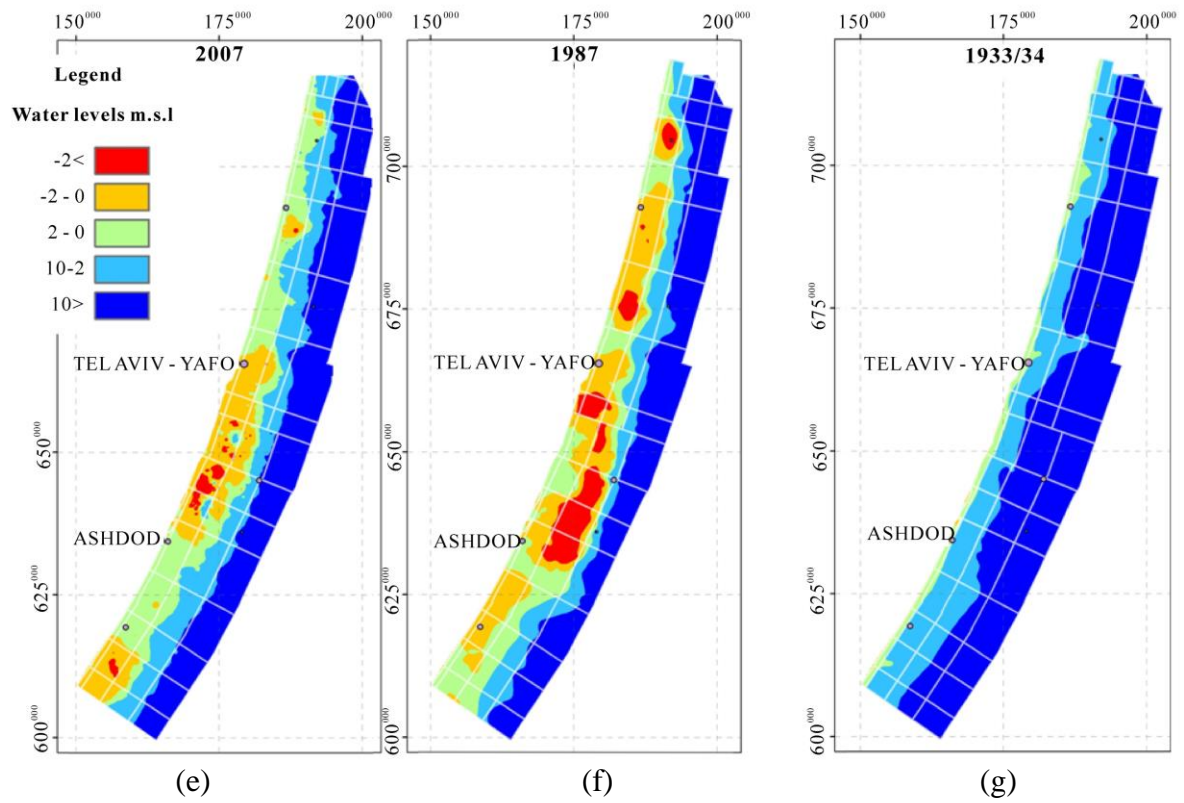 150⁰⁰⁰ 175⁰⁰⁰ 200⁰⁰⁰
2007
Legend
Water levels m.s.l
-2<
-2 - 0
2 - 0
10-2
10>
TEL AVIV - YAFO
650⁰⁰⁰
ASHDOD
625⁰⁰⁰
600⁰⁰⁰
(e)
150⁰⁰⁰ 175⁰⁰⁰ 200⁰⁰⁰
1987
700⁰⁰⁰
675⁰⁰⁰
TEL AVIV - YAFO
650⁰⁰⁰
ASHDOD
625⁰⁰⁰
600⁰⁰⁰
(f)
150⁰⁰⁰ 175⁰⁰⁰ 200⁰⁰⁰
1933/34
700⁰⁰⁰
675⁰⁰⁰
TEL AVIV - YAFO
650⁰⁰⁰
ASHDOD
625⁰⁰⁰
600⁰⁰⁰
(g)